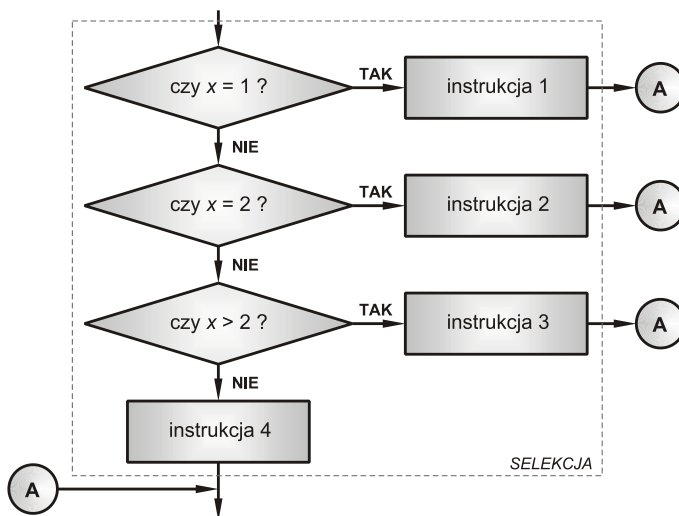 czy x = 1 ?
TAK
instrukcja 1
A
NIE
czy x = 2 ?
TAK
instrukcja 2
A
NIE
czy x > 2 ?
TAK
instrukcja 3
A
NIE
instrukcja 4
SELEKCJA
A